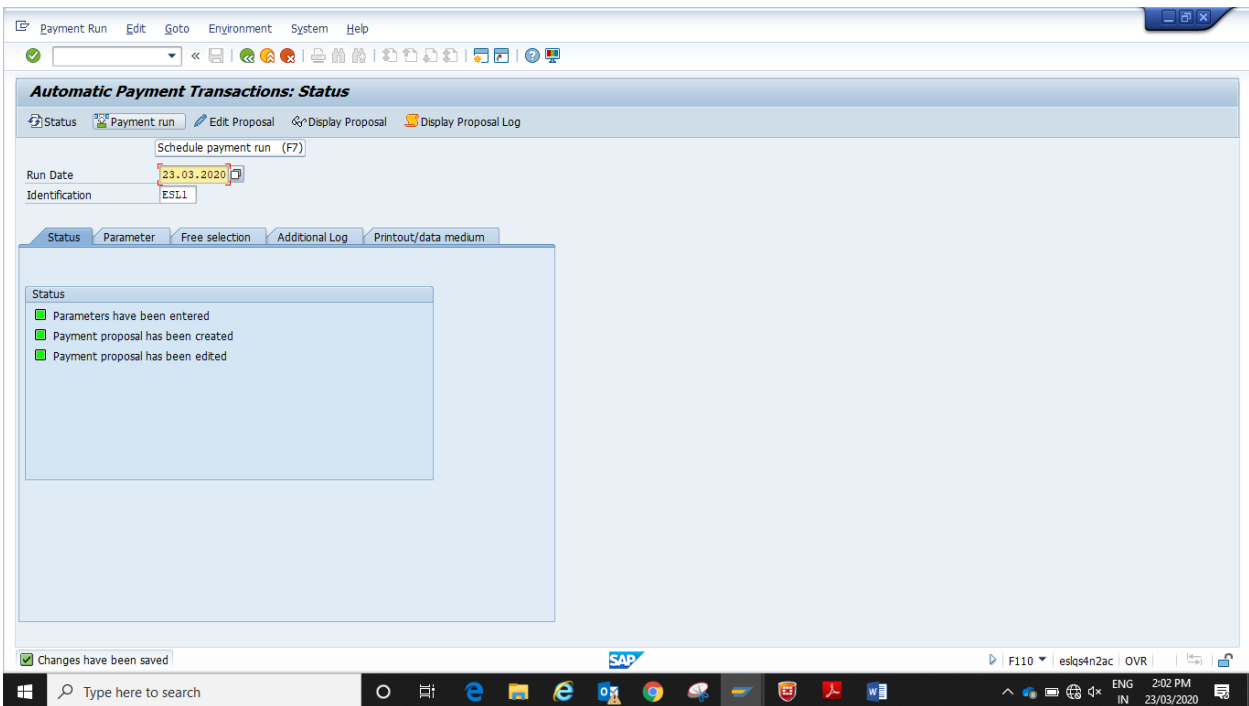 Payment Run Edit Goto Environment System Help
Automatic Payment Transactions: Status
Status Payment run Edit Proposal Display Proposal Display Proposal Log
Schedule payment run (F7)
Run Date 23.03.2020
Identification ESL1
Status Parameter Free selection Additional Log Printout/data medium
Status
Parameters have been entered
Payment proposal has been created
Payment proposal has been edited
Changes have been saved SAP F110 eslqs4n2ac OVR
Type here to search ENG 2:02 PM
IN 23/03/2020